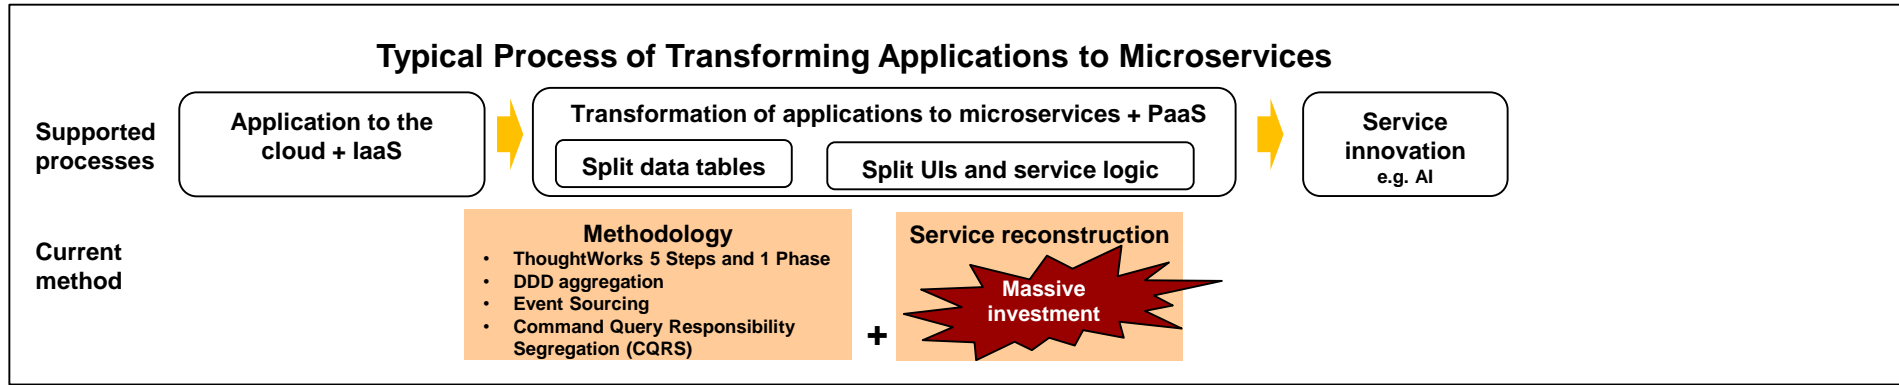 Typical Process of Transforming Applications to Microservices
Supported
processes
Application to the
cloud + IaaS
Transformation of applications to microservices + PaaS
Split data tables
Split UIs and service logic
Service
innovation
e.g. AI
Current
method
Methodology
• ThoughtWorks 5 Steps and 1 Phase
• DDD aggregation
• Event Sourcing
• Command Query Responsibility
Segregation (CQRS)
+
Service reconstruction
Massive
investment